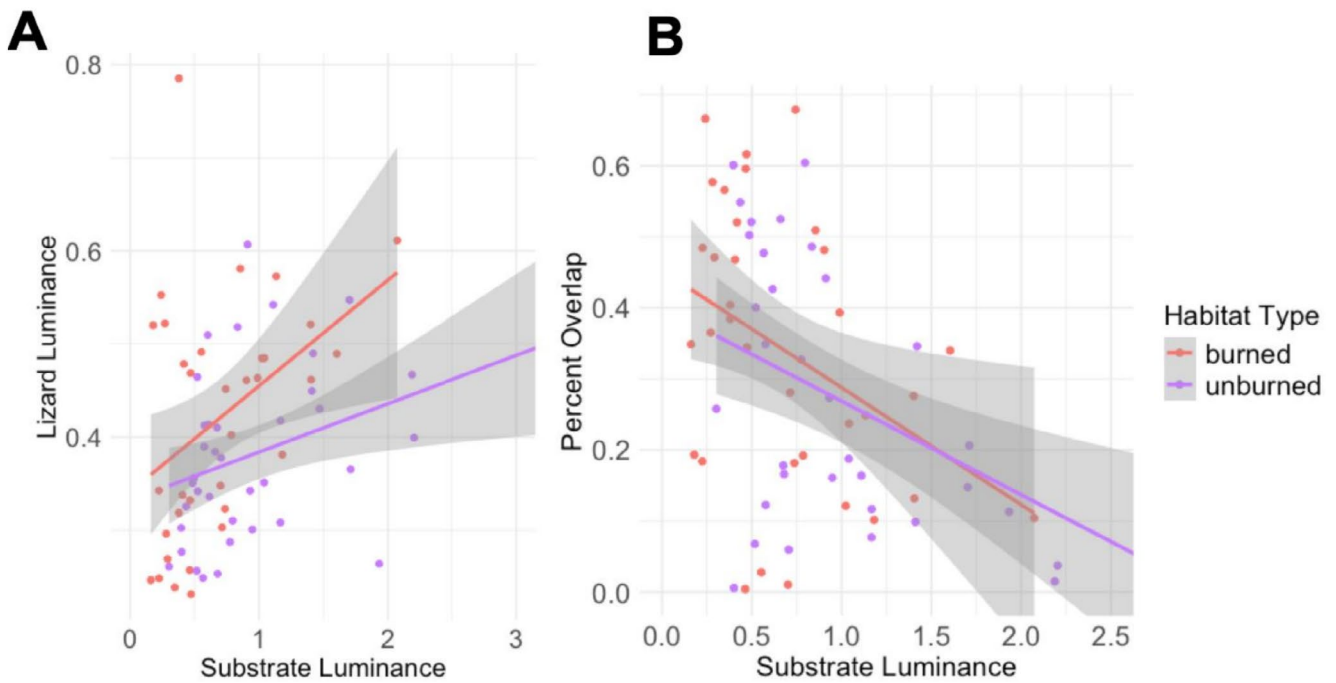 A
B
0.8
0.6
0.4
Lizard Luminance
0
1
2
3
Substrate Luminance
0.6
0.4
0.2
0.0
Percent Overlap
0.0
0.5
1.0
1.5
2.0
2.5
Substrate Luminance
Habitat Type
burned
unburned